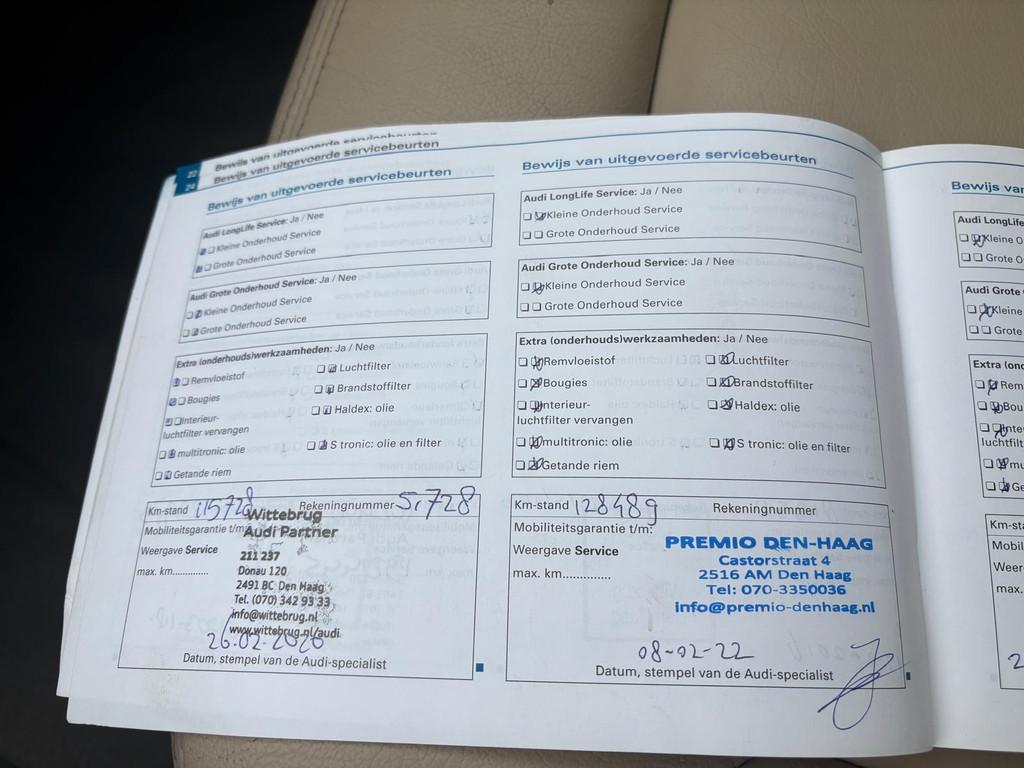 22
Bewijs van uitgevoerde servicebeurten
24
Bewijs van uitgevoerde servicebeurten
Bewijs van uitgevoerde servicebeurten
Audi LongLife Service: Ja / Nee
Kleine Onderhoud Service
Grote Onderhoud Service
Audi Grote Onderhoud Service: Ja / Nee
Kleine Onderhoud Service
Grote Onderhoud Service
Extra (onderhouds)werkzaamheden: Ja / Nee
Remvloeistof
Luchtfilter
Bougies
Brandstoffilter
Interieur-
luchtfilter vervangen
Haldex: olie
multitronic: olie
S tronic: olie en filter
Getande riem
Km-stand 115728 Rekeningnummer 51728
Mobiliteitsgarantie t/m:
Weergave Service
max. km.............
Wittebrug
Audi Partner
211 237
Donau 120
2491 BC Den Haag
Tel. (070) 342 93 33
info@wittebrug.nl
www.wittebrug.nl/audi
26-02-2020
Datum, stempel van de Audi-specialist
Bewijs van uitgevoerde servicebeurten
Audi LongLife Service: Ja / Nee
Kleine Onderhoud Service
Grote Onderhoud Service
Audi Grote Onderhoud Service: Ja / Nee
Kleine Onderhoud Service
Grote Onderhoud Service
Extra (onderhouds)werkzaamheden: Ja / Nee
Remvloeistof
Luchtfilter
Bougies
Brandstoffilter
Interieur-
luchtfilter vervangen
Haldex: olie
multitronic: olie
S tronic: olie en filter
Getande riem
Km-stand 128489 Rekeningnummer
Mobiliteitsgarantie t/m:
Weergave Service
max. km.............
PREMIO DEN-HAAG
Castorstraat 4
2516 AM Den Haag
Tel: 070-3350036
info@premio-denhaag.nl
08-02-22
Datum, stempel van de Audi-specialist
Bewijs var
Audi LongLife
Kleine O
Grote O
Audi Grote
Kleine
Grote
Extra (ond
Rem
Bou
Inte
luchtfilt
mu
Ge
Km-sta
Mobil
Weer
max.
2